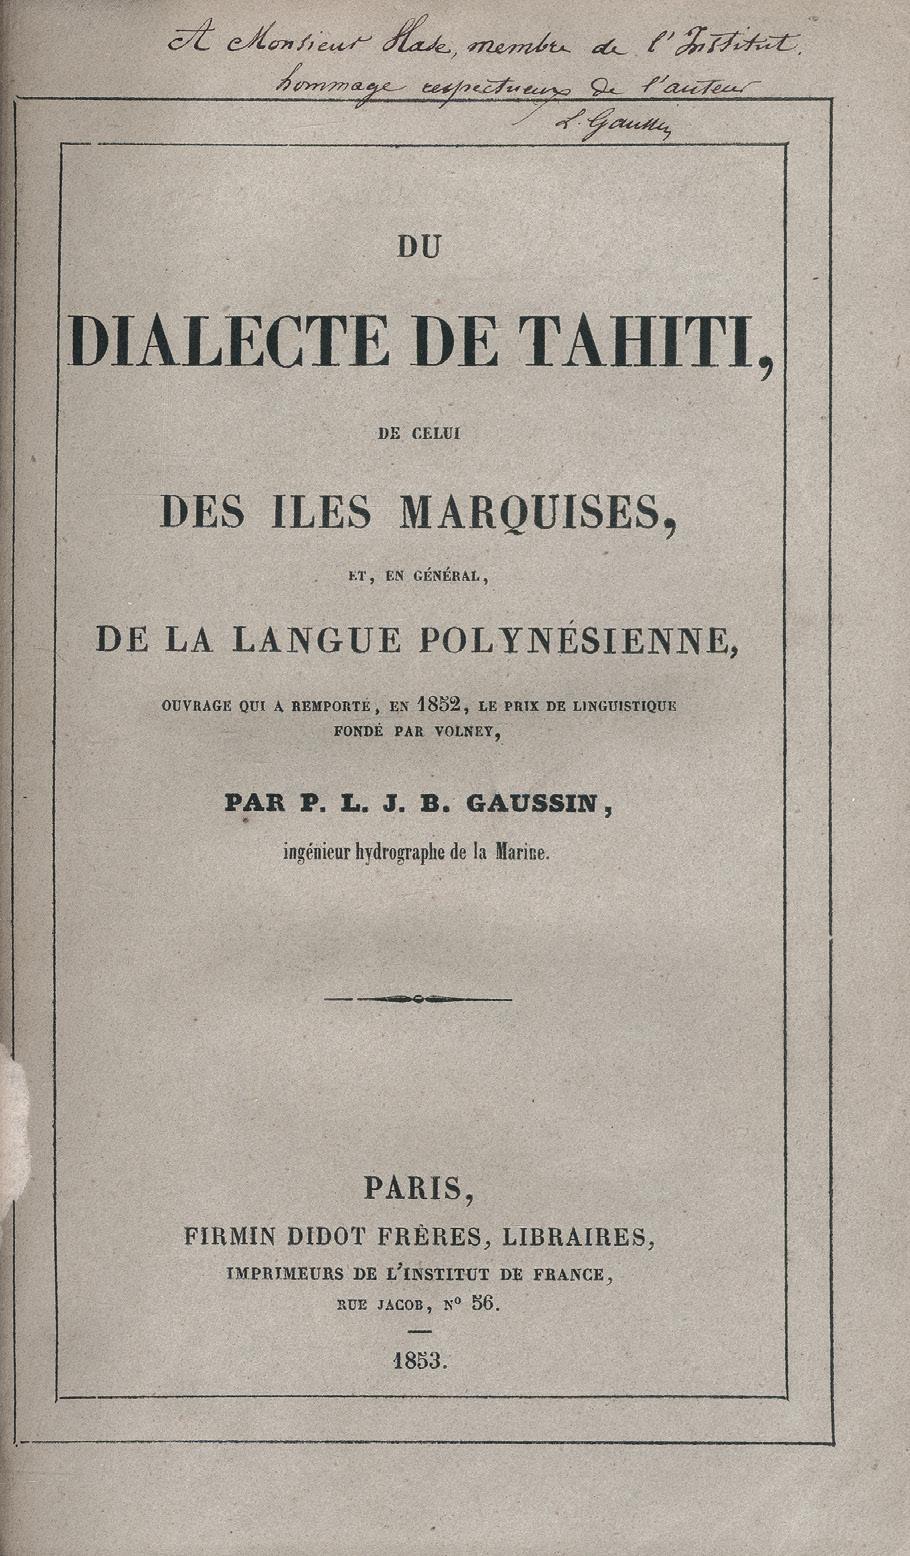 A Monsieur Hase, membre de l'Institut.
hommage respectueux de l'auteur
L. Gaussin
DU
DIALECTE DE TAHITI,
DE CELUI
DES ILES MARQUISES,
ET, EN GÉNÉRAL,
DE LA LANGUE POLYNÉSIENNE,
OUVRAGE QUI A REMPORTÉ, EN 1852, LE PRIX DE LINGUISTIQUE
FONDÉ PAR VOLNEY,
PAR P. L. J. B. GAUSSIN,
ingénieur hydrographe de la Marine.
PARIS,
FIRMIN DIDOT FRÈRES, LIBRAIRES,
IMPRIMEURS DE L'INSTITUT DE FRANCE,
RUE JACOB, Nº 56.
1853.